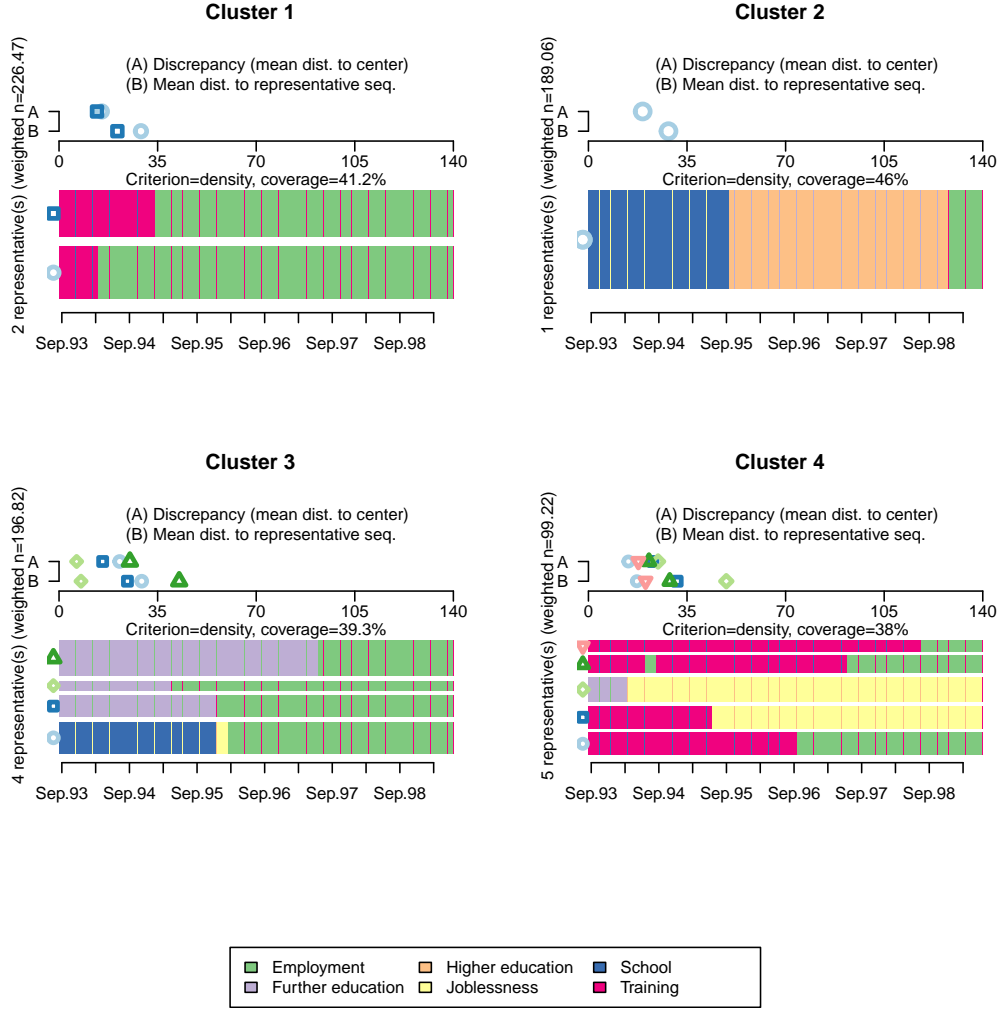 Cluster 1
2 representative(s) (weighted n=226.47)
(A) Discrepancy (mean dist. to center)
(B) Mean dist. to representative seq.
A
B
0 35 70 105 140
Criterion=density, coverage=41.2%
Sep.93 Sep.94 Sep.95 Sep.96 Sep.97 Sep.98
Cluster 2
1 representative(s) (weighted n=189.06)
(A) Discrepancy (mean dist. to center)
(B) Mean dist. to representative seq.
A
B
0 35 70 105 140
Criterion=density, coverage=46%
Sep.93 Sep.94 Sep.95 Sep.96 Sep.97 Sep.98
Cluster 3
4 representative(s) (weighted n=196.82)
(A) Discrepancy (mean dist. to center)
(B) Mean dist. to representative seq.
A
B
0 35 70 105 140
Criterion=density, coverage=39.3%
Sep.93 Sep.94 Sep.95 Sep.96 Sep.97 Sep.98
Cluster 4
5 representative(s) (weighted n=99.22)
(A) Discrepancy (mean dist. to center)
(B) Mean dist. to representative seq.
A
B
0 35 70 105 140
Criterion=density, coverage=38%
Sep.93 Sep.94 Sep.95 Sep.96 Sep.97 Sep.98
Employment Higher education School
Further education Joblessness Training